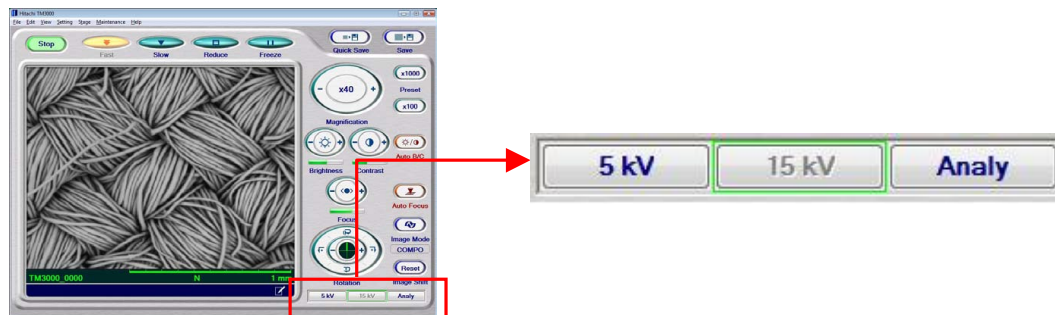 Hitachi TM3000
File Edit View Setting Stage Maintenance Help
Stop
Fast Slow Reduce Freeze
Quick Save Save
x1000
- x40 + Preset
x100
Magnification
Auto B/C
Brightness Contrast
Auto Focus
Focus
Image Mode
COMPO
Reset
TM3000_0000 N 1 mm
Rotation Image Shift
5 kV 15 kV Analy
5 kV 15 kV Analy